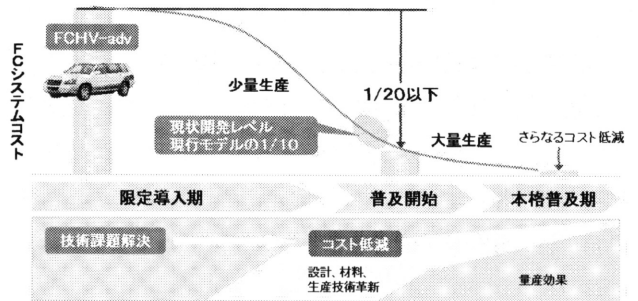 FCHV-adv
FCシステムコスト
少量生産
1/20以下
現状開発レベル
現行モデルの1/10
大量生産
さらなるコスト低減
限定導入期
普及開始
本格普及期
技術課題解決
コスト低減
設計、材料、
生産技術革新
量産効果